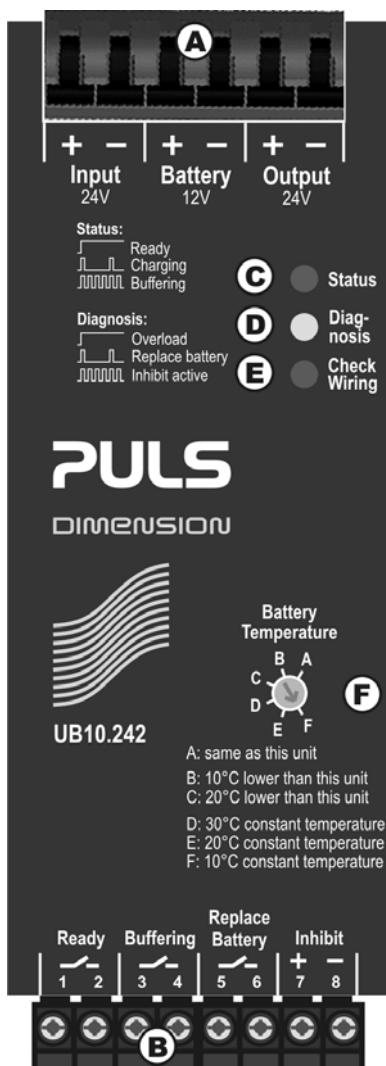 A
+ − + − + −
Input Battery Output
24V 12V 24V
Status:
Ready
Charging
Buffering
C Status
Diagnosis:
Overload
Replace battery
Inhibit active
D Diag-
nosis
E Check
Wiring
PULS
DIMENSION
UB10.242
Battery
Temperature
B A
C
D
E F
F
A: same as this unit
B: 10°C lower than this unit
C: 20°C lower than this unit
D: 30°C constant temperature
E: 20°C constant temperature
F: 10°C constant temperature
Ready Buffering Replace
Battery Inhibit
+ −
1 2 3 4 5 6 7 8
B